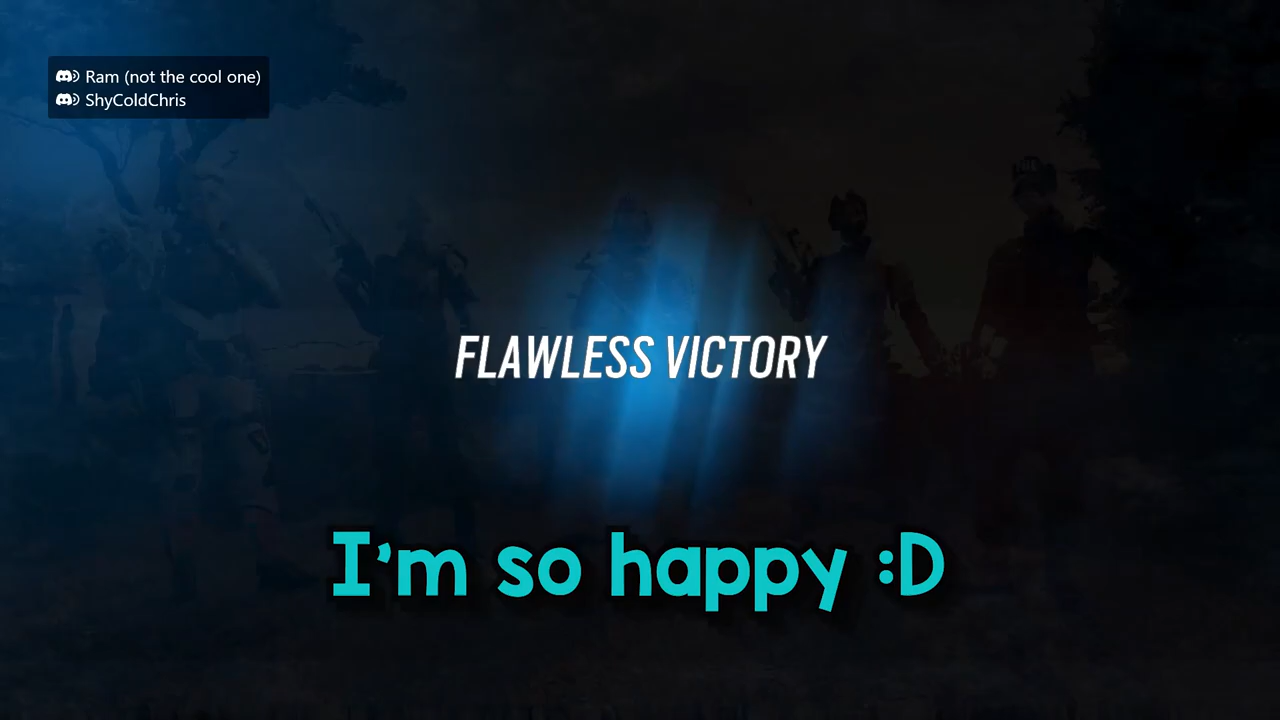 Ram (not the cool one)
ShyColdChris
FLAWLESS VICTORY
I'm so happy :D